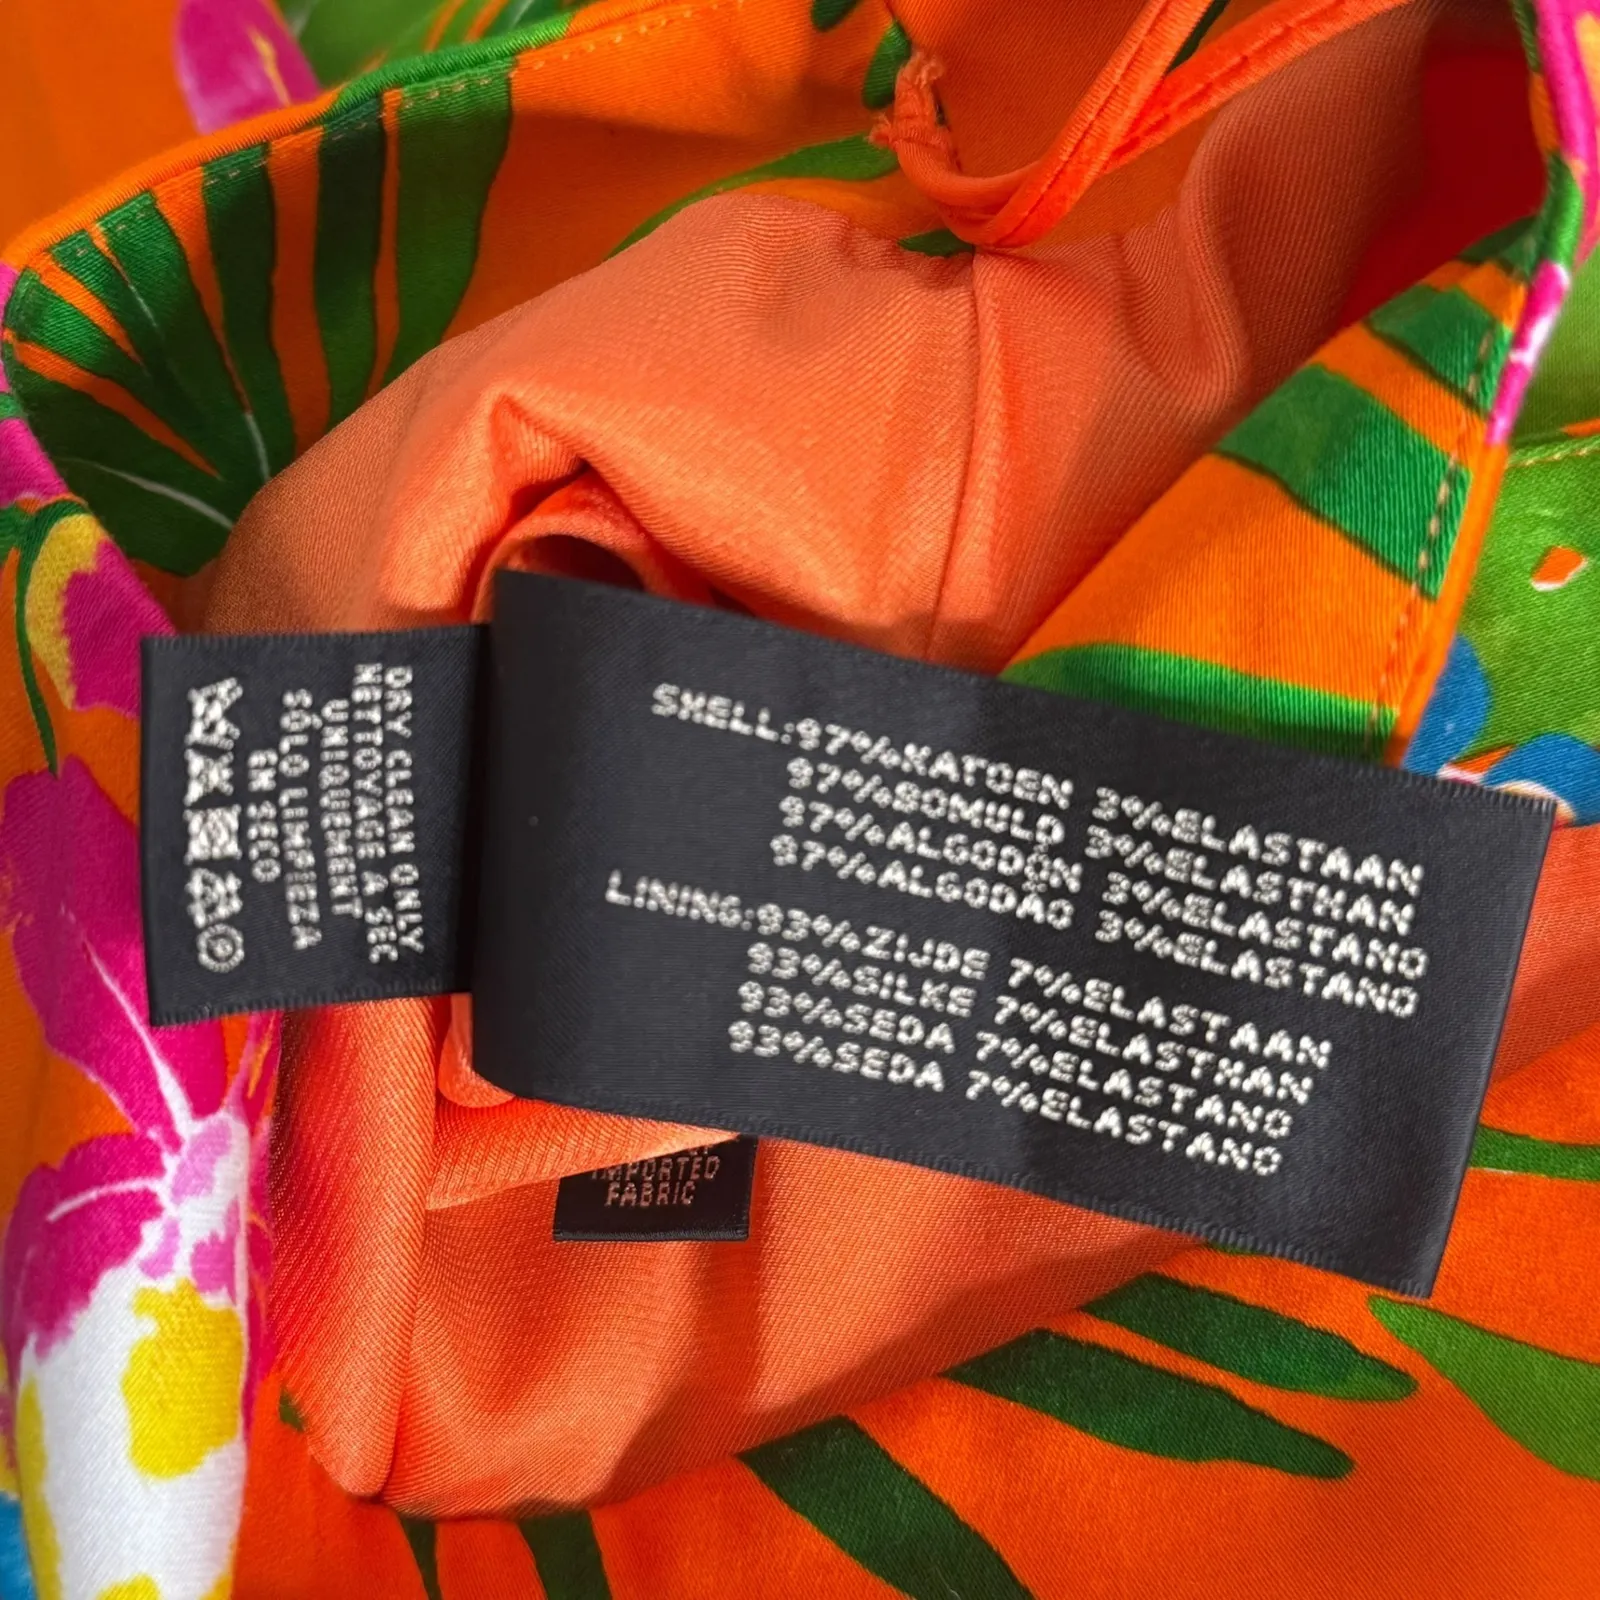 DRY CLEAN ONLY
NETTOYAGE A SEC
UNIQUEMENT
SÓLO LIMPIEZA
EN SECO
SHELL:97%KATOEN 3%ELASTAAN
97%BOMULD 3%ELASTHAN
97%ALGODÓN 3%ELASTANO
97%ALGODÃO 3%ELASTANO
LINING:93%ZIJDE 7%ELASTAAN
93%SILKE 7%ELASTHAN
93%SEDA 7%ELASTANO
93%SEDA 7%ELASTANO
IMPORTED
FABRIC